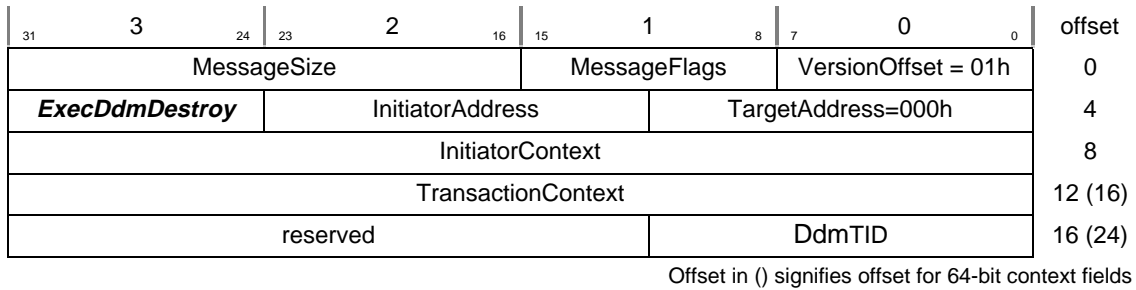 3 2 1 0 offset
31 24 23 16 15 8 7 0
MessageSize MessageFlags VersionOffset = 01h 0
ExecDdmDestroy InitiatorAddress TargetAddress=000h 4
InitiatorContext 8
TransactionContext 12 (16)
reserved DdmTID 16 (24)
Offset in () signifies offset for 64-bit context fields